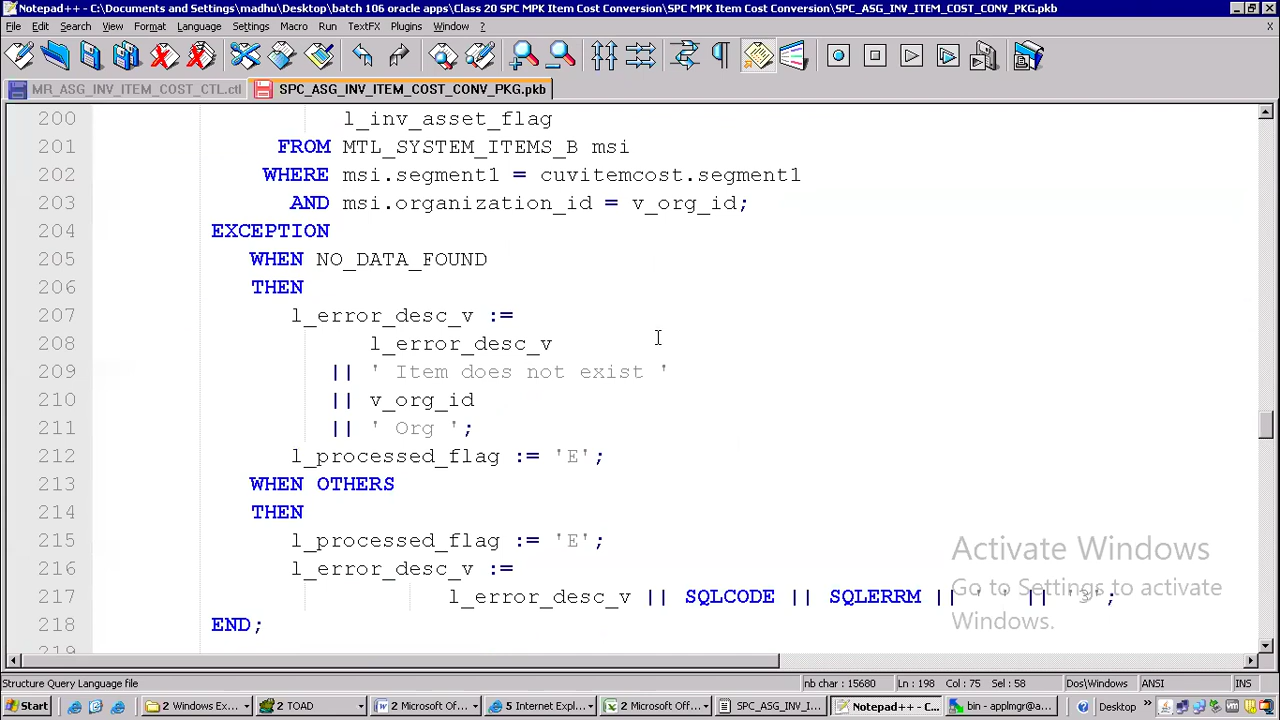 Notepad++ - C:\Documents and Settings\madhu\Desktop\batch 106 oracle apps\Class 20 SPC MPK Item Cost Conversion\SPC MPK Item Cost Conversion\SPC_ASG_INV_ITEM_COST_CONV_PKG.pkb
File Edit Search View Format Language Settings Macro Run TextFX Plugins Window ?
MR_ASG_INV_ITEM_COST_CTL.ctl SPC_ASG_INV_ITEM_COST_CONV_PKG.pkb
200 l_inv_asset_flag
201 FROM MTL_SYSTEM_ITEMS_B msi
202 WHERE msi.segment1 = cuvitemcost.segment1
203 AND msi.organization_id = v_org_id;
204 EXCEPTION
205 WHEN NO_DATA_FOUND
206 THEN
207 l_error_desc_v :=
208 l_error_desc_v
209 || ' Item does not exist '
210 || v_org_id
211 || ' Org ';
212 l_processed_flag := 'E';
213 WHEN OTHERS
214 THEN
215 l_processed_flag := 'E';
216 l_error_desc_v :=
217 l_error_desc_v || SQLCODE || SQLERRM || ' ' || '3';
218 END;
219
Activate Windows
Go to Settings to activate
Windows.
Structure Query Language file nb char : 15680 Ln : 198 Col : 75 Sel : 58 Dos\Windows ANSI INS
Start 2 Windows Ex... 2 TOAD 2 Microsoft Of... 5 Internet E... 2 Microsoft Off... SPC_ASG_INV_I... Notepad++ - C... bin - applmgr@a... Desktop